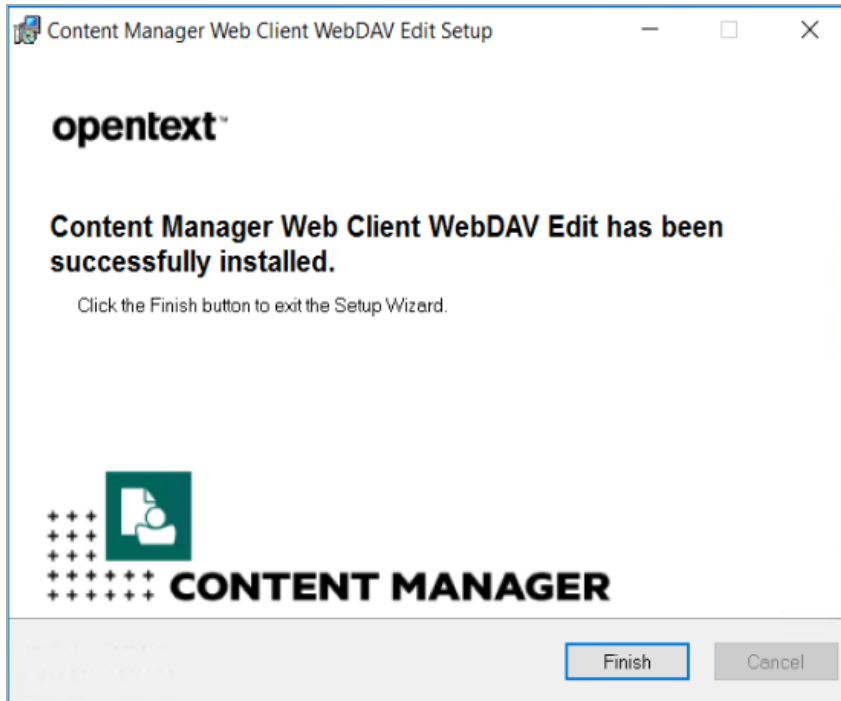 Content Manager Web Client WebDAV Edit Setup
opentext™
Content Manager Web Client WebDAV Edit has been
successfully installed.
Click the Finish button to exit the Setup Wizard.
CONTENT MANAGER
Finish
Cancel